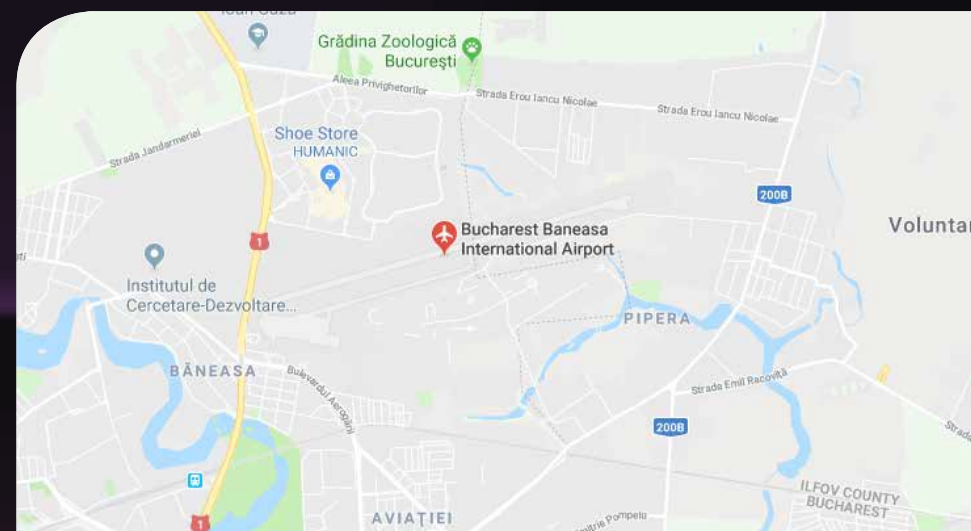 Grădina Zoologică
București
Aleea Privighetorilor
Strada Erou Iancu Nicolae
Strada Erou Iancu Nicolae
Strada Jandarmeriei
Shoe Store
HUMANIC
200B
Voluntar
Bucharest Baneasa
International Airport
1
Institutul de
Cercetare-Dezvoltare...
PIPERA
BĂNEASA
Bulevardul Aerogării
Strada Emil Racoviță
200B
Strada
ILFOV COUNTY
BUCHAREST
1
AVIAȚIEI
Pompeiu